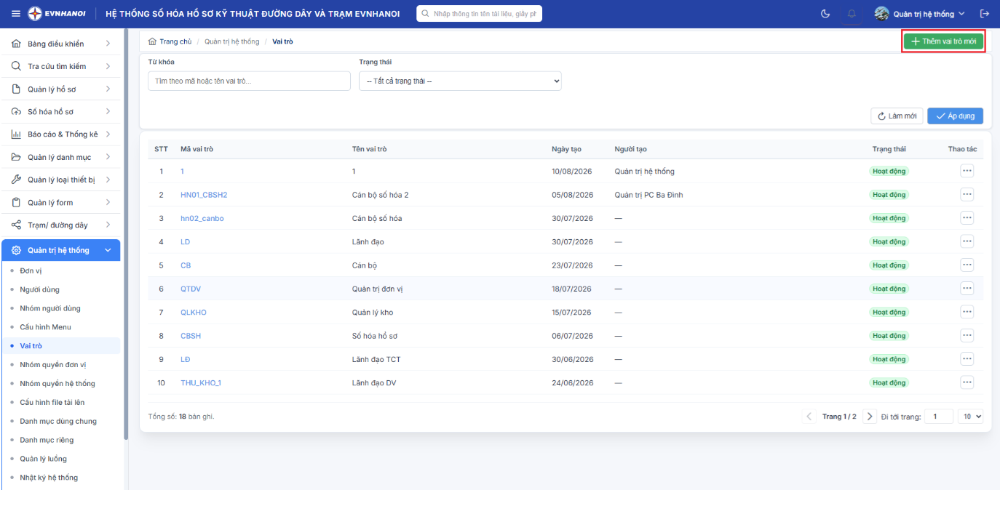 EVNHANOI
HỆ THỐNG SỐ HÓA HỒ SƠ KỸ THUẬT ĐƯỜNG DÂY VÀ TRẠM EVNHANOI
Nhập thông tin tên tài liệu, giấy ph
Quản trị hệ thống
Bảng điều khiển
Tra cứu tìm kiếm
Quản lý hồ sơ
Số hóa hồ sơ
Báo cáo & Thống kê
Quản lý danh mục
Quản lý loại thiết bị
Quản lý form
Trạm/ đường dây
Quản trị hệ thống
Đơn vị
Người dùng
Nhóm người dùng
Cấu hình Menu
Vai trò
Nhóm quyền đơn vị
Nhóm quyền hệ thống
Cấu hình file tải lên
Danh mục dùng chung
Danh mục riêng
Quản lý luồng
Nhật ký hệ thống
Trang chủ / Quản trị hệ thống / Vai trò
Thêm vai trò mới
Từ khóa
Trạng thái
Tìm theo mã hoặc tên vai trò...
-- Tất cả trạng thái --
Làm mới
Áp dụng
STT Mã vai trò Tên vai trò Ngày tạo Người tạo Trạng thái Thao tác
1 1 1 10/08/2026 Quản trị hệ thống Hoạt động
2 HN01_CBSH2 Cán bộ số hóa 2 05/08/2026 Quản trị PC Ba Đình Hoạt động
3 hn02_canbo Cán bộ số hóa 30/07/2026 — Hoạt động
4 LD Lãnh đạo 30/07/2026 — Hoạt động
5 CB Cán bộ 23/07/2026 — Hoạt động
6 QTDV Quản trị đơn vị 18/07/2026 — Hoạt động
7 QLKHO Quản lý kho 15/07/2026 — Hoạt động
8 CBSH Số hóa hồ sơ 06/07/2026 — Hoạt động
9 LĐ Lãnh đạo TCT 30/06/2026 — Hoạt động
10 THU_KHO_1 Lãnh đạo DV 24/06/2026 — Hoạt động
Tổng số: 18 bản ghi.
Trang 1 / 2
Đi tới trang: 1
10